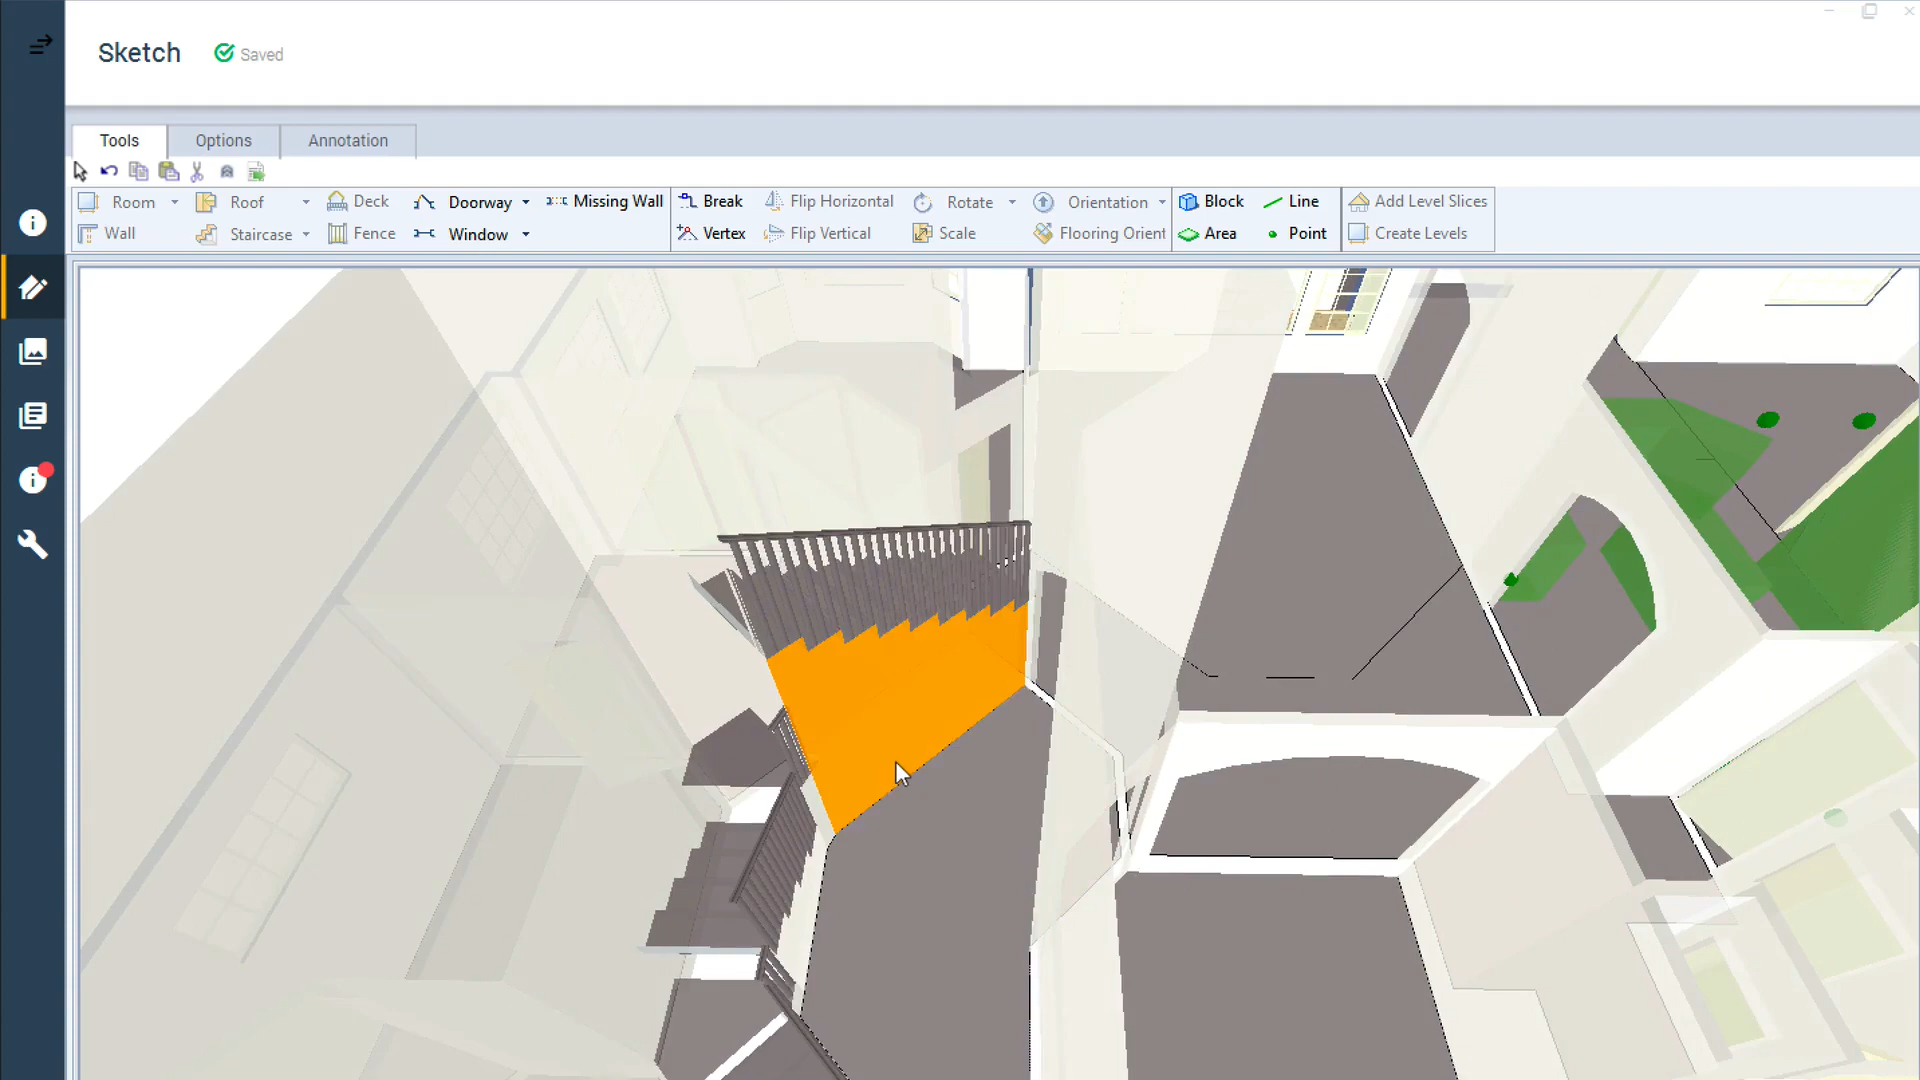 Sketch Saved
Tools Options Annotation
Room Roof Deck Doorway Missing Wall Break Flip Horizontal Rotate Orientation Block Line Add Level Slices
Wall Staircase Fence Window Vertex Flip Vertical Scale Flooring Orient Area Point Create Levels